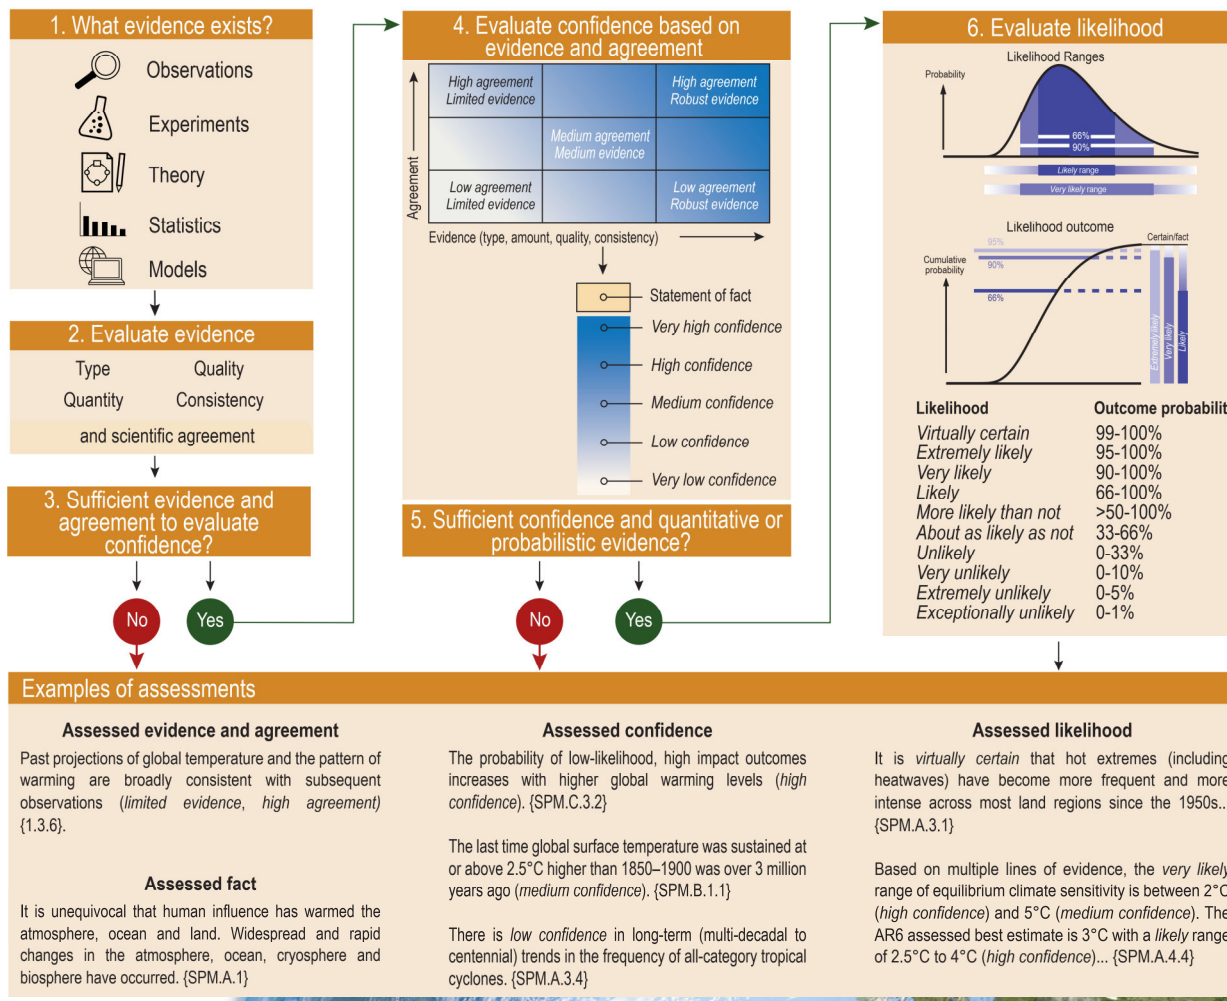 1. What evidence exists?
Observations
Experiments
Theory
Statistics
Models
2. Evaluate evidence
Type Quality
Quantity Consistency
and scientific agreement
3. Sufficient evidence and
agreement to evaluate
confidence?
No
Yes
4. Evaluate confidence based on
evidence and agreement
Agreement
High agreement
Limited evidence
High agreement
Robust evidence
Medium agreement
Medium evidence
Low agreement
Limited evidence
Low agreement
Robust evidence
Evidence (type, amount, quality, consistency)
Statement of fact
Very high confidence
High confidence
Medium confidence
Low confidence
Very low confidence
5. Sufficient confidence and quantitative or
probabilistic evidence?
No
Yes
6. Evaluate likelihood
Likelihood Ranges
Probability
66%
90%
Likely range
Very likely range
Likelihood outcome
Certain/fact
Cumulative
probability
95%
90%
66%
Extremely likely
Very likely
Likely
Likelihood Outcome probabilit
Virtually certain 99-100%
Extremely likely 95-100%
Very likely 90-100%
Likely 66-100%
More likely than not >50-100%
About as likely as not 33-66%
Unlikely 0-33%
Very unlikely 0-10%
Extremely unlikely 0-5%
Exceptionally unlikely 0-1%
Examples of assessments
Assessed evidence and agreement
Past projections of global temperature and the pattern of
warming are broadly consistent with subsequent
observations (limited evidence, high agreement)
{1.3.6}.
Assessed fact
It is unequivocal that human influence has warmed the
atmosphere, ocean and land. Widespread and rapid
changes in the atmosphere, ocean, cryosphere and
biosphere have occurred. {SPM.A.1}
Assessed confidence
The probability of low-likelihood, high impact outcomes
increases with higher global warming levels (high
confidence). {SPM.C.3.2}
The last time global surface temperature was sustained at
or above 2.5°C higher than 1850–1900 was over 3 million
years ago (medium confidence). {SPM.B.1.1}
There is low confidence in long-term (multi-decadal to
centennial) trends in the frequency of all-category tropical
cyclones. {SPM.A.3.4}
Assessed likelihood
It is virtually certain that hot extremes (including
heatwaves) have become more frequent and more
intense across most land regions since the 1950s...
{SPM.A.3.1}
Based on multiple lines of evidence, the very likely
range of equilibrium climate sensitivity is between 2°C
(high confidence) and 5°C (medium confidence). The
AR6 assessed best estimate is 3°C with a likely range
of 2.5°C to 4°C (high confidence)... {SPM.A.4.4}